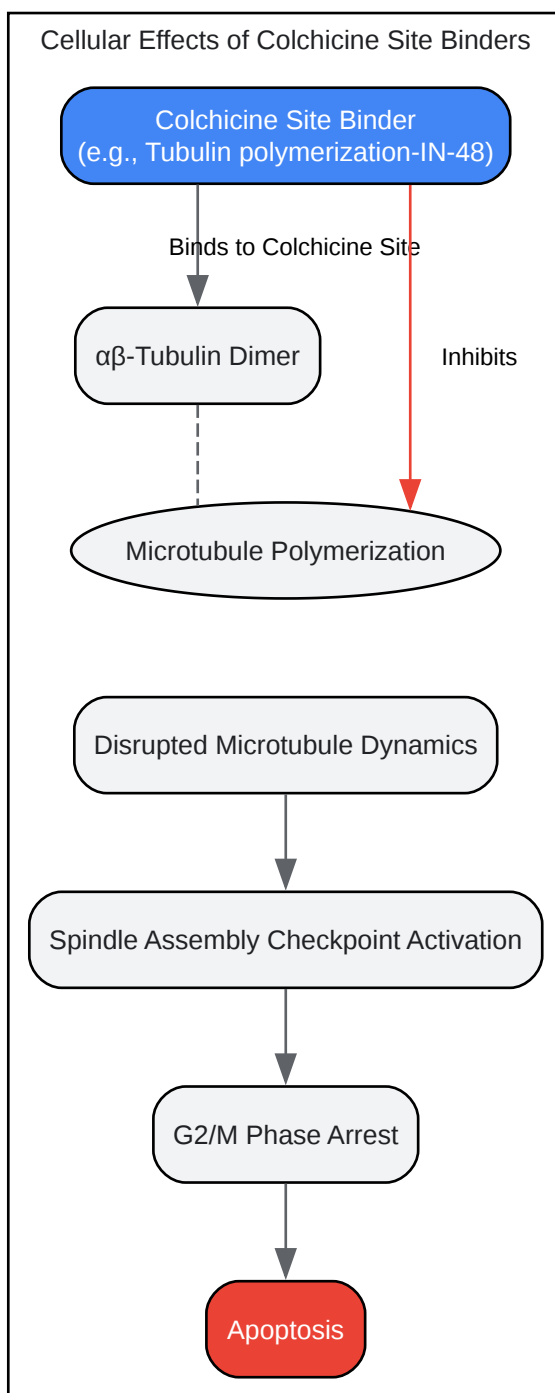 Cellular Effects of Colchicine Site Binders
Colchicine Site Binder
(e.g., Tubulin polymerization-IN-48)
Binds to Colchicine Site
αβ-Tubulin Dimer
Inhibits
Microtubule Polymerization
Disrupted Microtubule Dynamics
Spindle Assembly Checkpoint Activation
G2/M Phase Arrest
Apoptosis